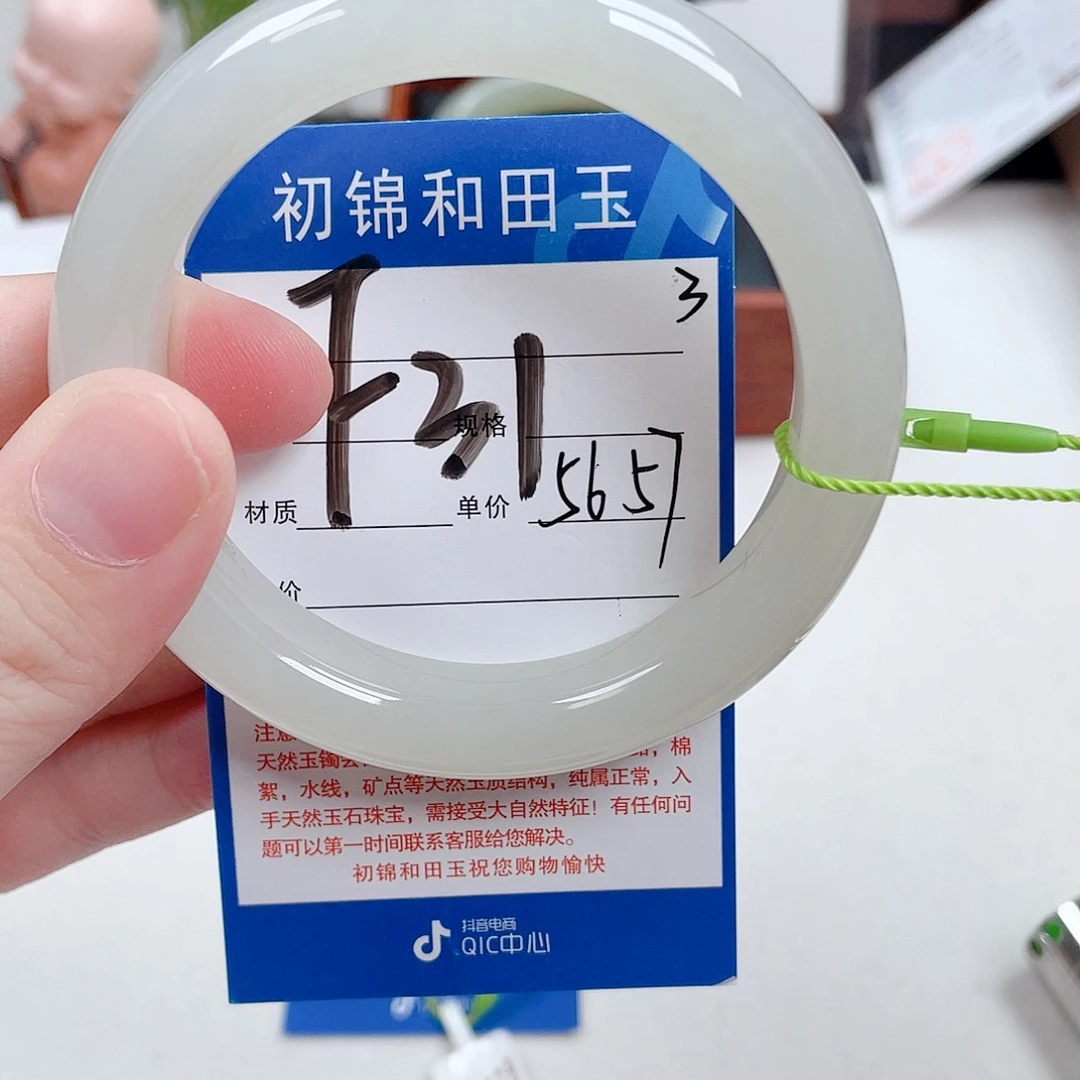 初锦和田玉
3
F31
规格
材质 单价 5657
价
注意
天然玉镯 棉
絮，水线，矿点等天然玉质结构，纯属正常，入
手天然玉石珠宝，需接受大自然特征！有任何问
题可以第一时间联系客服给您解决。
初锦和田玉祝您购物愉快
抖音电商
QIC中心